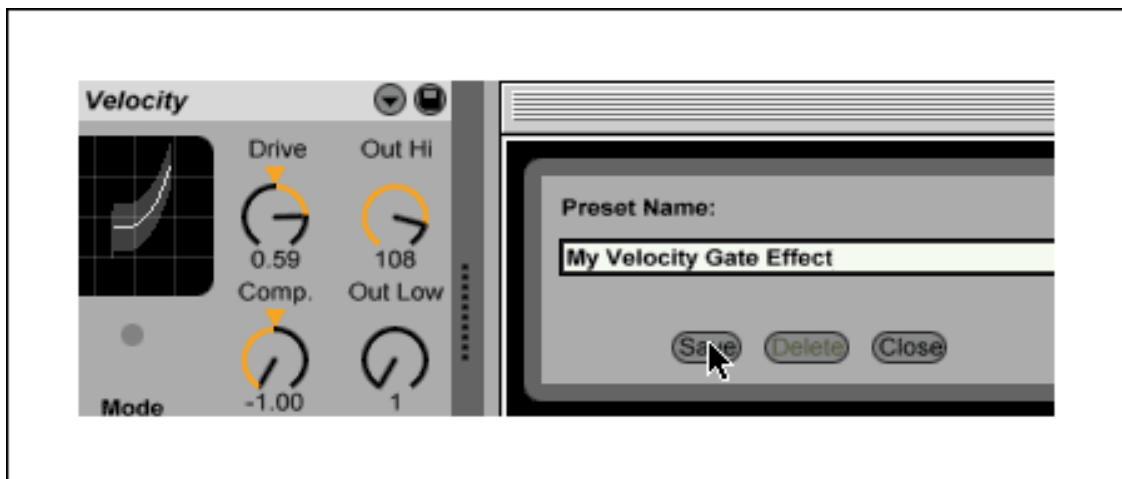 Velocity
Drive Out Hi
0.59 108
Comp. Out Low
-1.00 1
Mode
Preset Name:
My Velocity Gate Effect
Save Delete Close